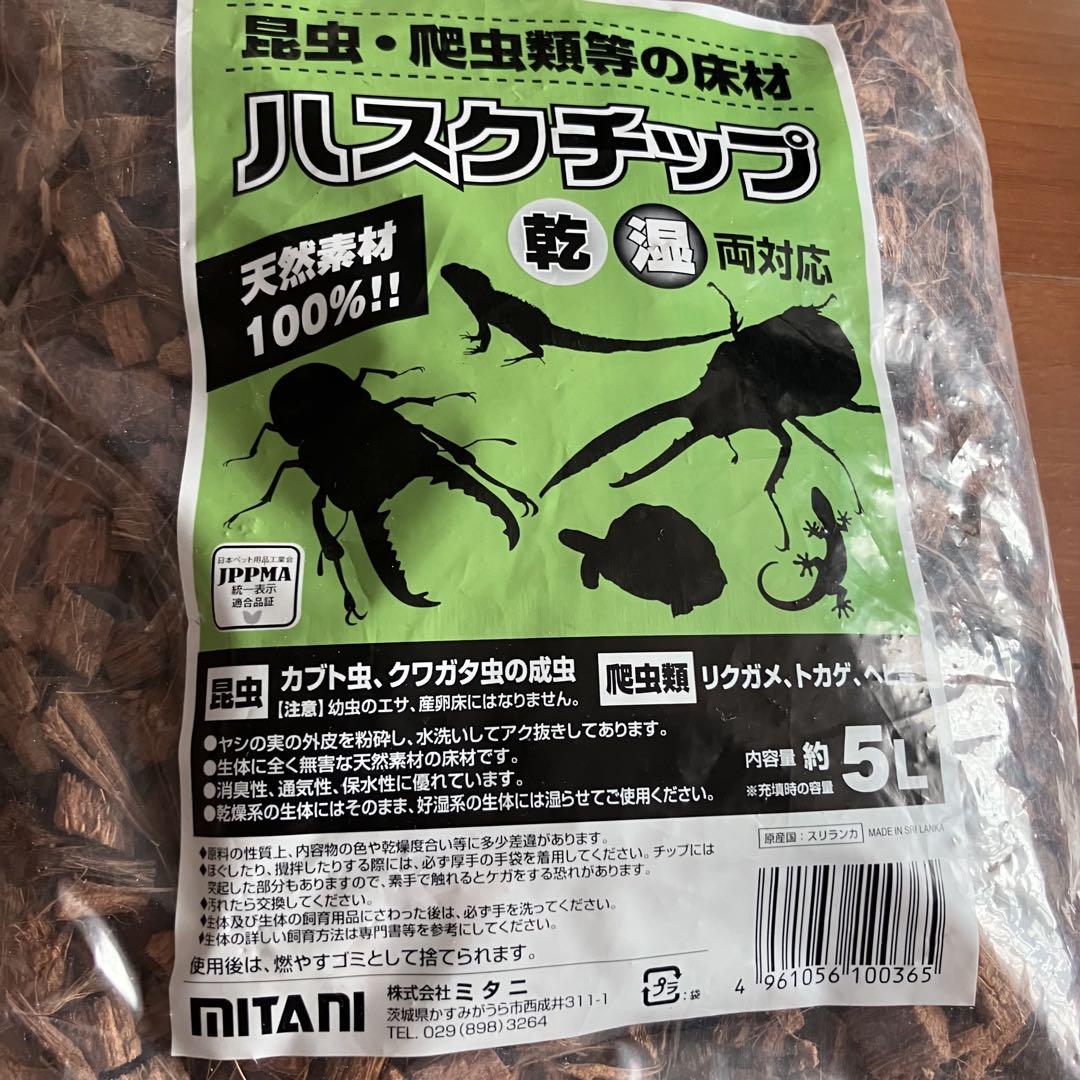 昆虫・爬虫類等の床材
ハスクチップ
乾 湿 両対応
天然素材
100%!!
日本ペット用品工業会
JPPMA
統一表示
適合品証
昆虫 カブト虫、クワガタ虫の成虫
【注意】幼虫のエサ、産卵床にはなりません。
爬虫類 リクガメ、トカゲ、ヘビ
●ヤシの実の外皮を粉砕し、水洗いしてアク抜きしてあります。
●生体に全く無害な天然素材の床材です。
●消臭性、通気性、保水性に優れています。
●乾燥系の生体にはそのまま、好湿系の生体には湿らせてご使用ください。
内容量 約 5L
※充填時の容量
原産国：スリランカ MADE IN SRI LANKA
◆原料の性質上、内容物の色や乾燥度合い等に多少差違があります。
◆ほぐしたり、攪拌したりする際には、必ず厚手の手袋を着用してください。チップには
突起した部分もありますので、素手で触れるとケガをする恐れがあります。
◆汚れたら交換してください。
◆生体及び生体の飼育用品にさわった後は、必ず手を洗ってください。
◆生体の詳しい飼育方法は専門書等を参考にしてください。
使用後は、燃やすゴミとして捨てられます。
MITANI
株式会社 ミタニ
茨城県かすみがうら市西成井311-1
TEL. 029(898)3264
プラ :袋
4 961056 100365